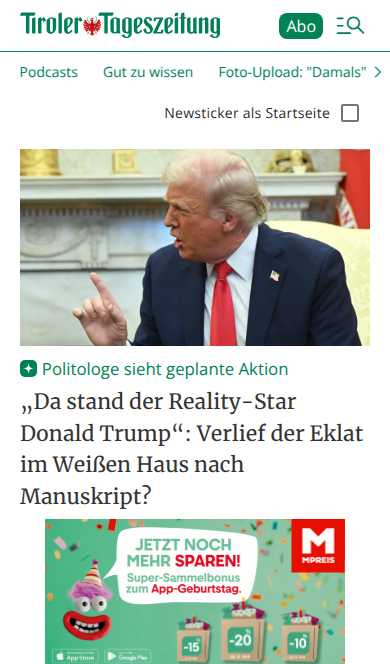 Tiroler Tageszeitung
Abo
Podcasts Gut zu wissen Foto-Upload: "Damals"
Newsticker als Startseite
Politologe sieht geplante Aktion
„Da stand der Reality-Star
Donald Trump“: Verlief der Eklat
im Weißen Haus nach
Manuskript?
JETZT NOCH
MEHR SPAREN!
Super-Sammelbonus
zum App-Geburtstag.
M
MPREIS
-15
-20
-10
App Store
Google Play